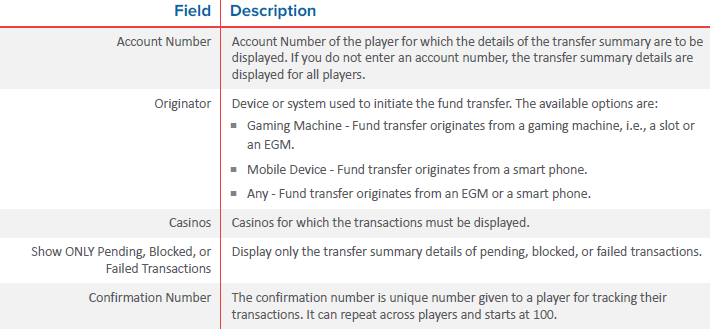 Field Description
Account Number Account Number of the player for which the details of the transfer summary are to be
displayed. If you do not enter an account number, the transfer summary details are
displayed for all players.
Originator Device or system used to initiate the fund transfer. The available options are:
▪ Gaming Machine - Fund transfer originates from a gaming machine, i.e., a slot or
an EGM.
▪ Mobile Device - Fund transfer originates from a smart phone.
▪ Any - Fund transfer originates from an EGM or a smart phone.
Casinos Casinos for which the transactions must be displayed.
Show ONLY Pending, Blocked, or Display only the transfer summary details of pending, blocked, or failed transactions.
Failed Transactions
Confirmation Number The confirmation number is unique number given to a player for tracking their
transactions. It can repeat across players and starts at 100.